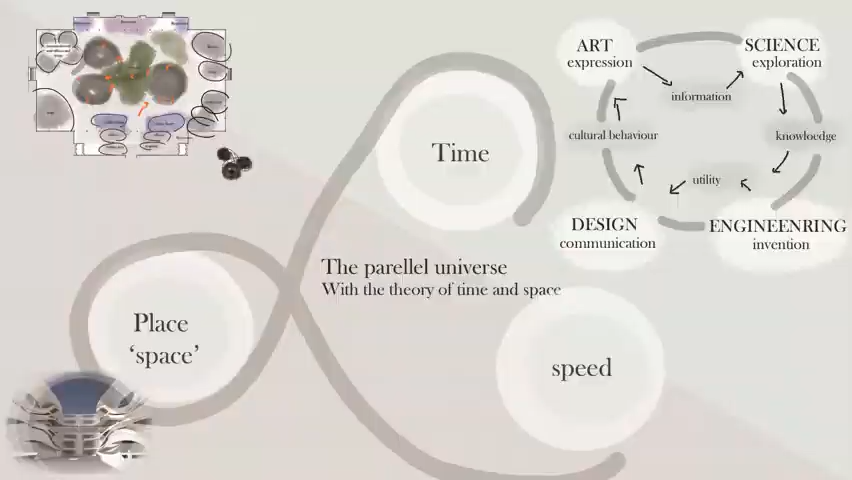 ART
expression
SCIENCE
exploration
information
cultural behaviour
knowloedge
utility
DESIGN
communication
ENGINEENRING
invention
Time
The parellel universe
With the theory of time and space
Place
‘space’
speed